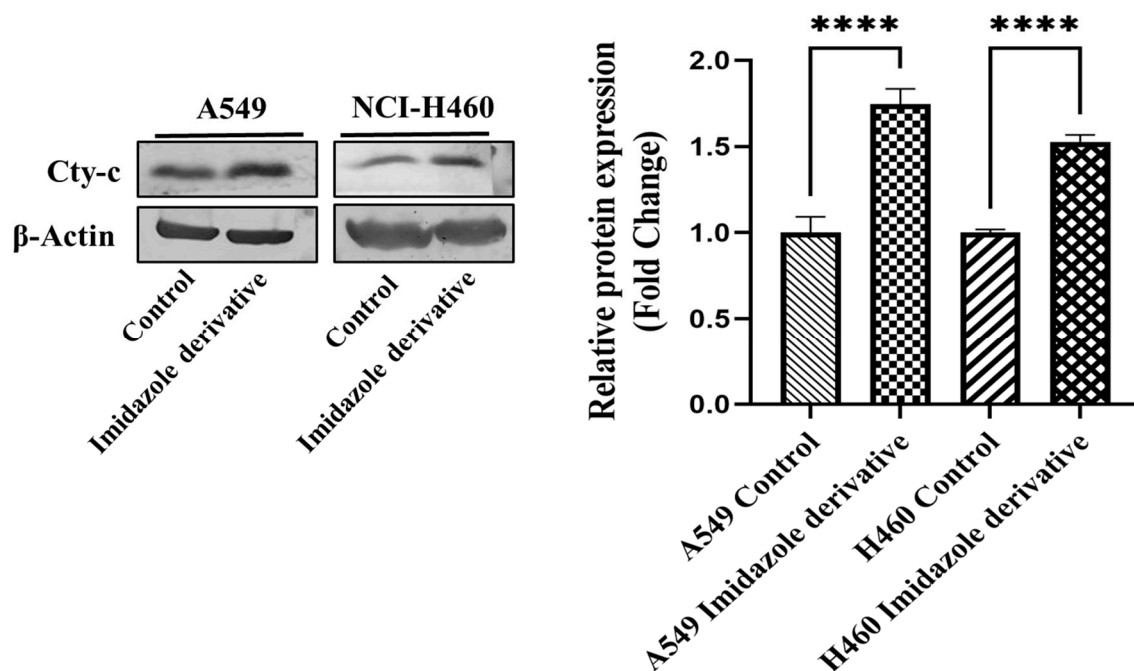 A549
NCI-H460
Cty-c
β-Actin
Control
Imidazole derivative
Control
Imidazole derivative
Relative protein expression
(Fold Change)
2.0
1.5
1.0
0.5
0.0
****
****
A549 Control
A549 Imidazole derivative
H460 Control
H460 Imidazole derivative